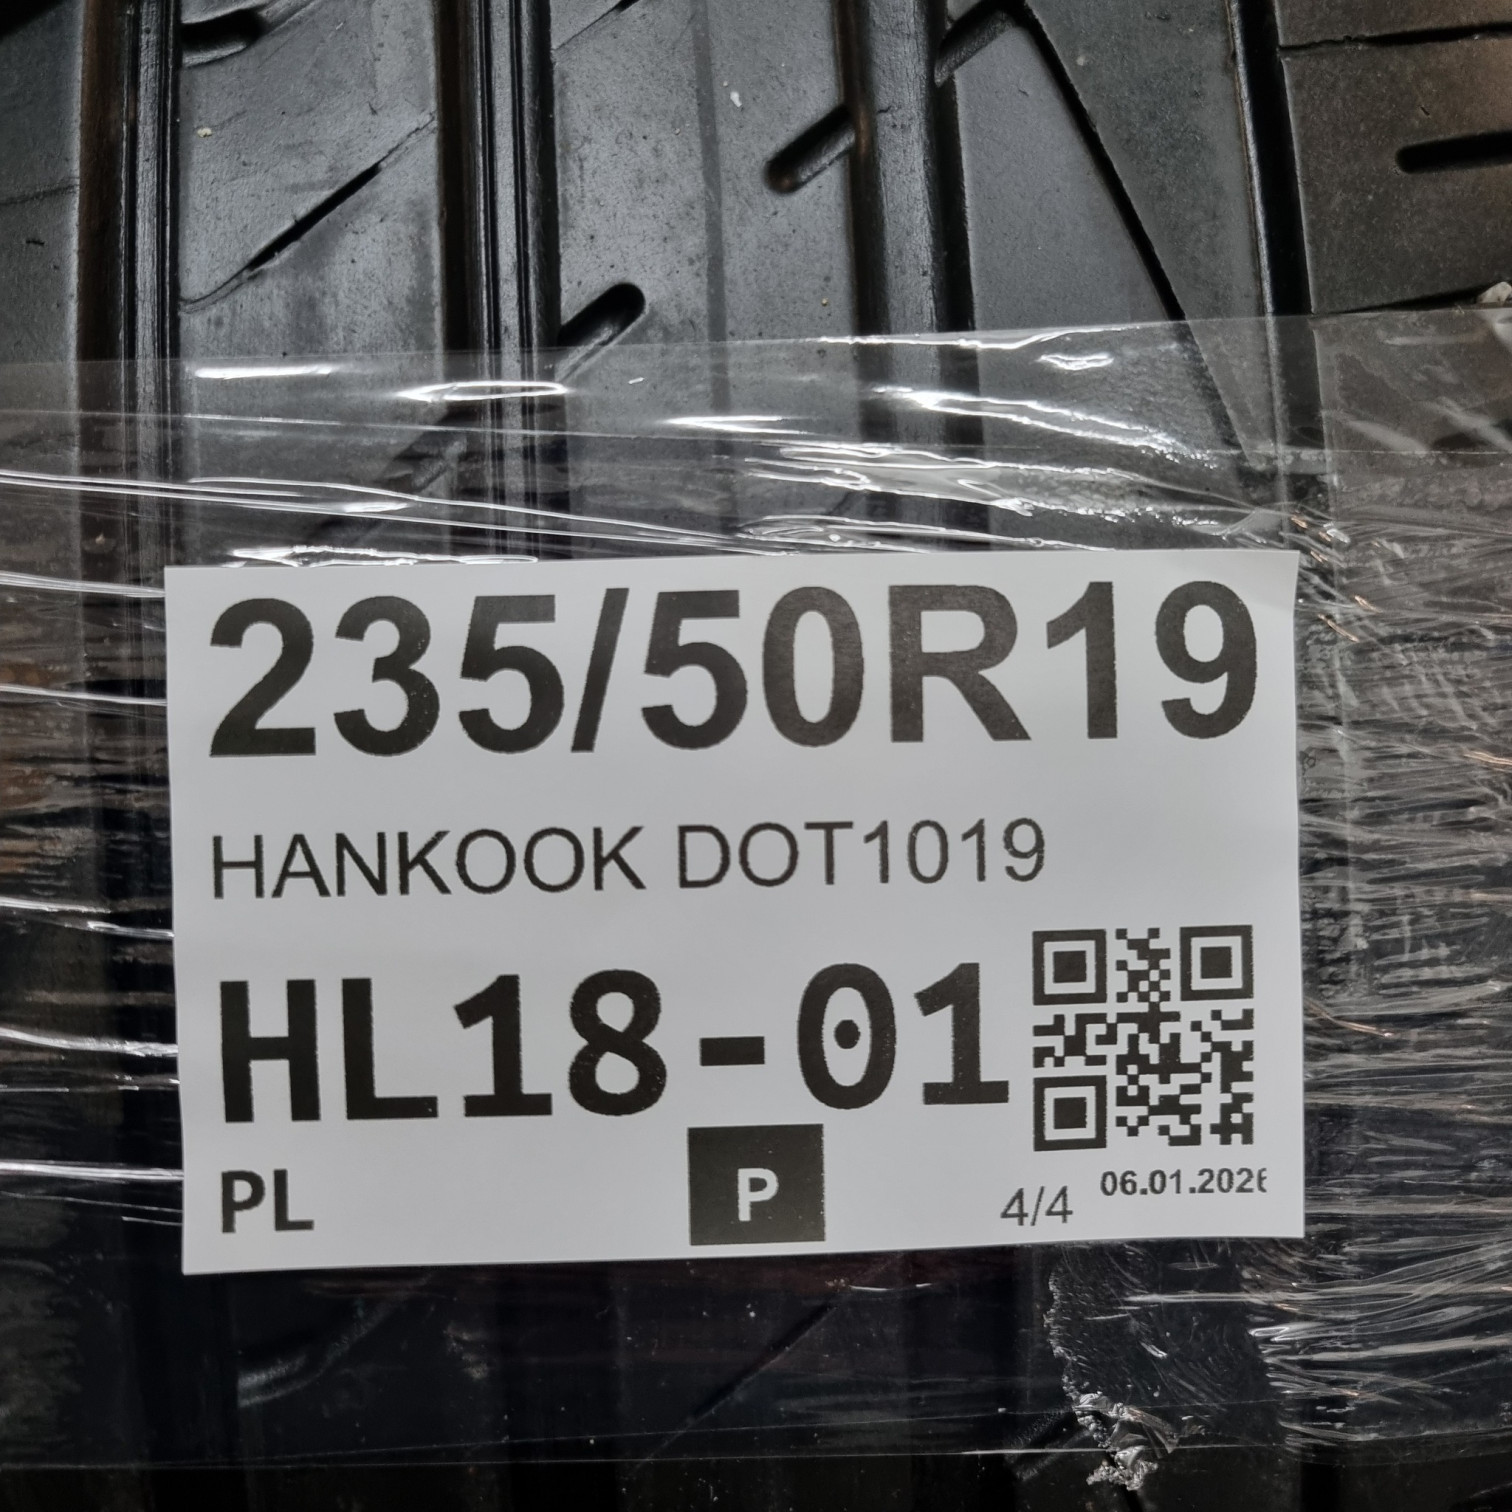 235/50R19
HANKOOK DOT1019
HL18-01
PL
P
4/4
06.01.202